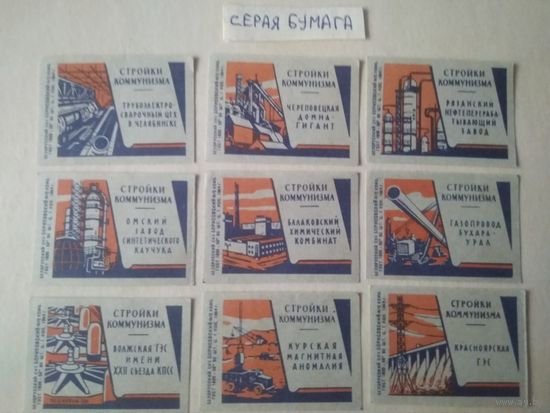 СЕРАЯ БУМАГА
СТРОЙКИ
КОММУНИЗМА
ТРУБОЭЛЕКТРО-
СВАРОЧНЫЙ ЦЕХ
В ЧЕЛЯБИНСКЕ
СТРОЙКИ
КОММУНИЗМА
ЧЕРЕПОВЕЦКАЯ
ДОМНА-
ГИГАНТ
СТРОЙКИ
КОММУНИЗМА
РЯЗАНСКИЙ
НЕФТЕПЕРЕРАБА-
ТЫВАЮЩИЙ
ЗАВОД
СТРОЙКИ
КОММУНИЗМА
ОМСКИЙ
ЗАВОД
СИНТЕТИЧЕСКОГО
КАУЧУКА
СТРОЙКИ
КОММУНИЗМА
БАЛАКОВСКИЙ
ХИМИЧЕСКИЙ
КОМБИНАТ
СТРОЙКИ
КОММУНИЗМА
ГАЗОПРОВОД
БУХАРА-
УРАЛ
СТРОЙКИ
КОММУНИЗМА
ВОЛЖСКАЯ ГЭС
ИМЕНИ
XXII СЪЕЗДА КПСС
СТРОЙКИ
КОММУНИЗМА
КУРСКАЯ
МАГНИТНАЯ
АНОМАЛИЯ
СТРОЙКИ
КОММУНИЗМА
КРАСНОЯРСКАЯ
ГЭС